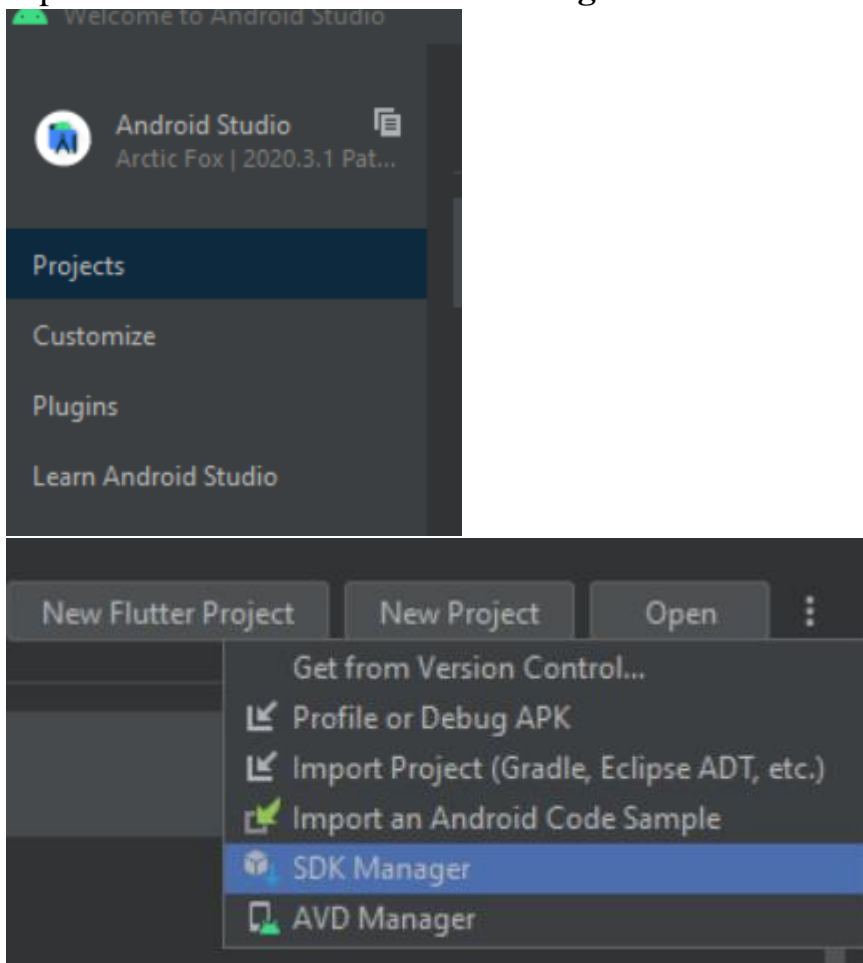 Welcome to Android Studio
Android Studio
Arctic Fox | 2020.3.1 Pat...
Projects
Customize
Plugins
Learn Android Studio
New Flutter Project New Project Open
Get from Version Control...
Profile or Debug APK
Import Project (Gradle, Eclipse ADT, etc.)
Import an Android Code Sample
SDK Manager
AVD Manager